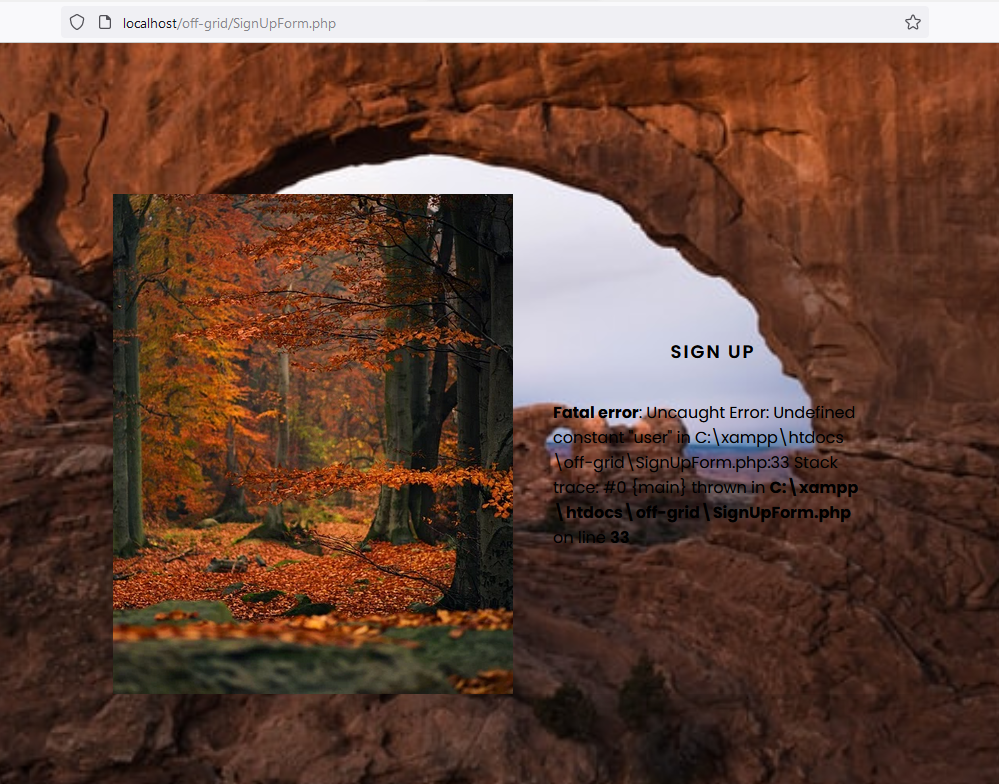 localhost/off-grid/SignUpForm.php
SIGN UP
Fatal error: Uncaught Error: Undefined
constant "user" in C:\xampp\htdocs
\off-grid\SignUpForm.php:33 Stack
trace: #0 {main} thrown in C:\xampp
\htdocs\off-grid\SignUpForm.php
on line 33